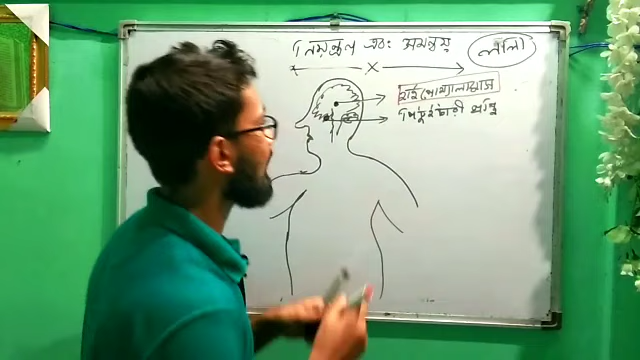 নিয়ন্ত্রণ এবং সমন্বয়
হাইপোথ্যালামাস
পিটুইটারী গ্রন্থি